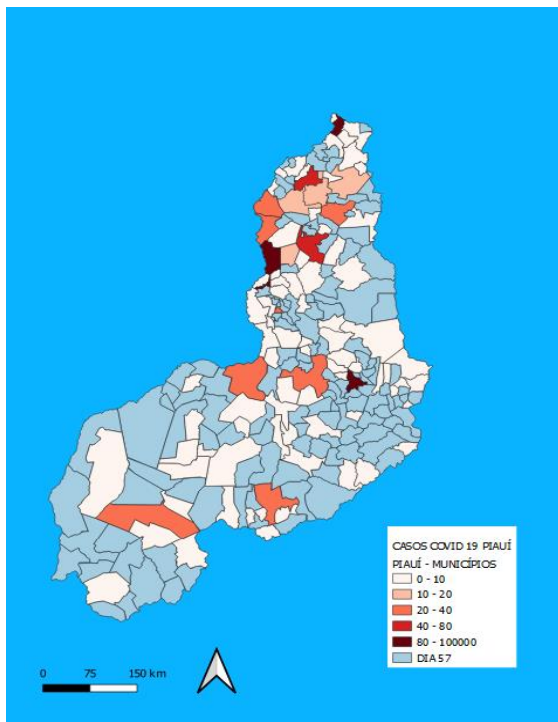 CASOS COVID 19 PIAUÍ
PIAUÍ - MUNICÍPIOS
0 - 10
10 - 20
20 - 40
40 - 80
80 - 100000
DIA 57
0 75 150 km